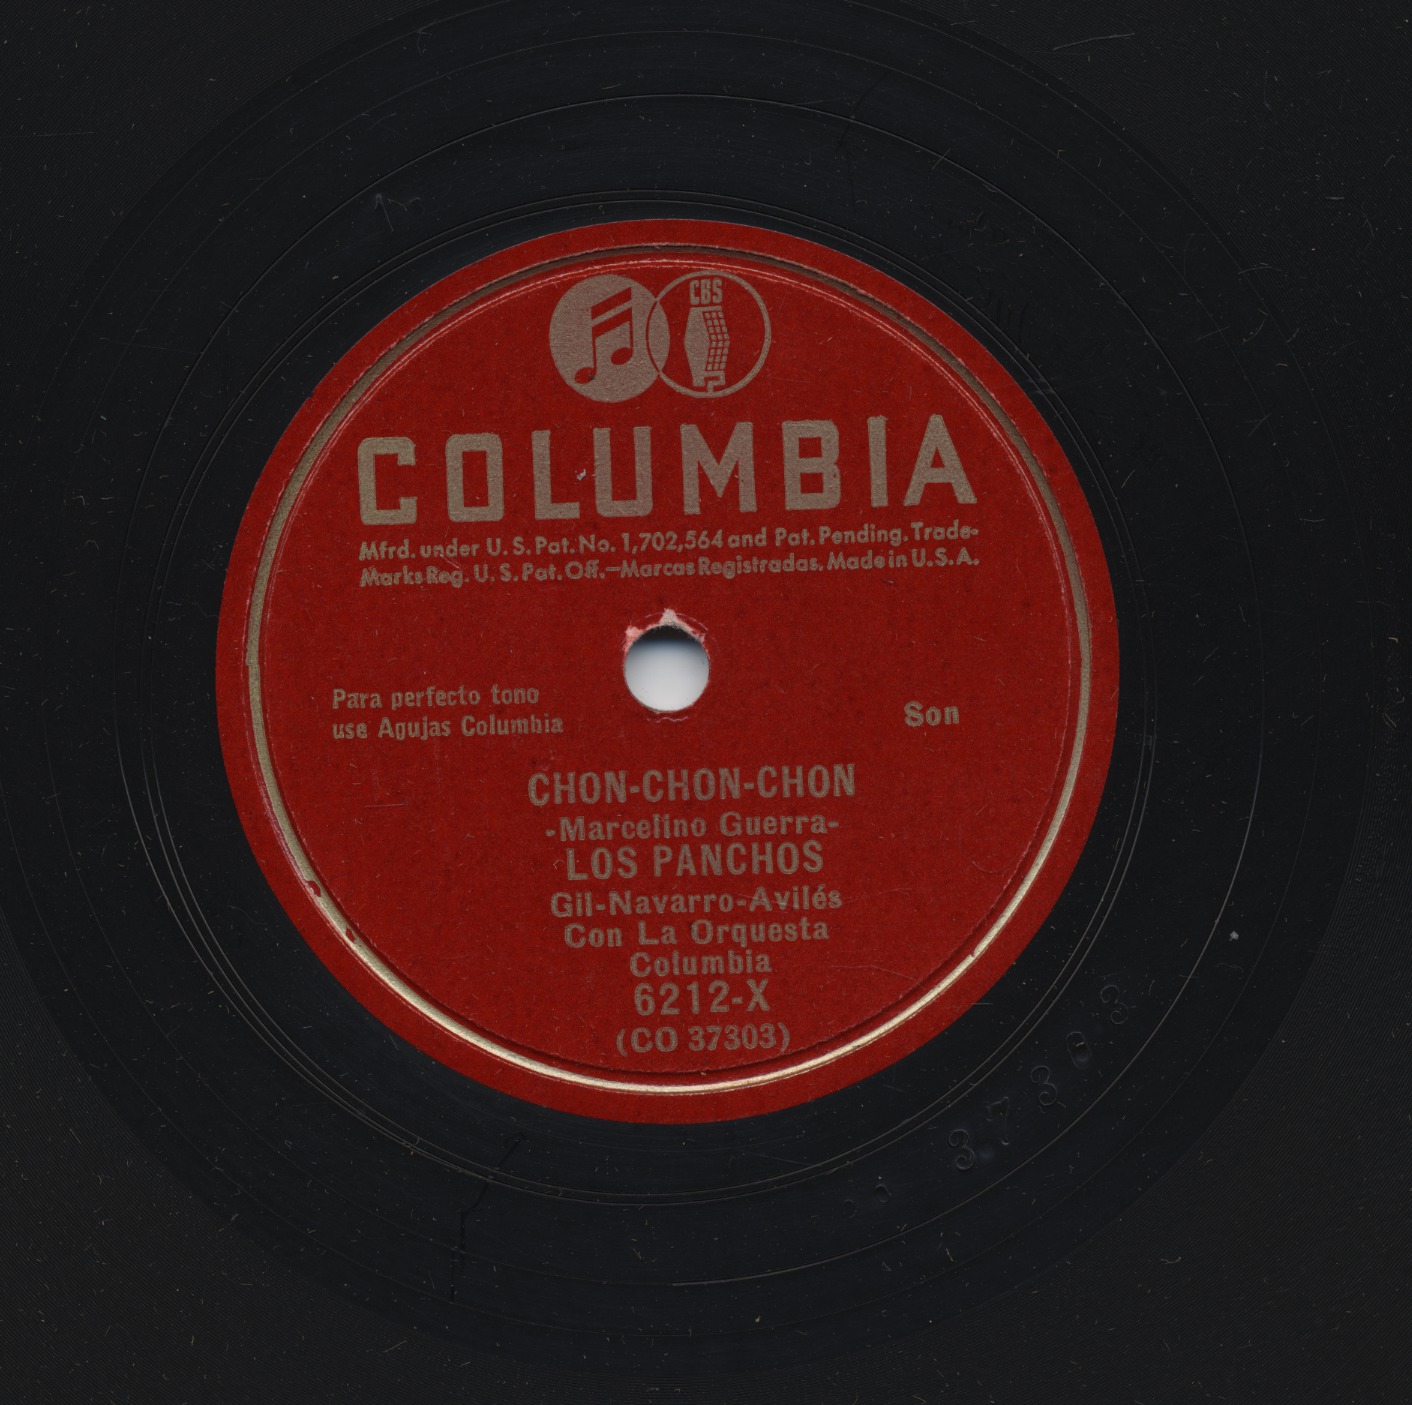 CBS
COLUMBIA
Mfrd. under U. S. Pat. No. 1,702,564 and Pat. Pending. Trade-
Marks Reg. U. S. Pat. Off.—Marcas Registradas. Made in U. S. A.
Para perfecto tono
use Agujas Columbia
Son
CHON-CHON-CHON
-Marcelino Guerra-
LOS PANCHOS
Gil-Navarro-Avilés
Con La Orquesta
Columbia
6212-X
(CO 37303)
37303